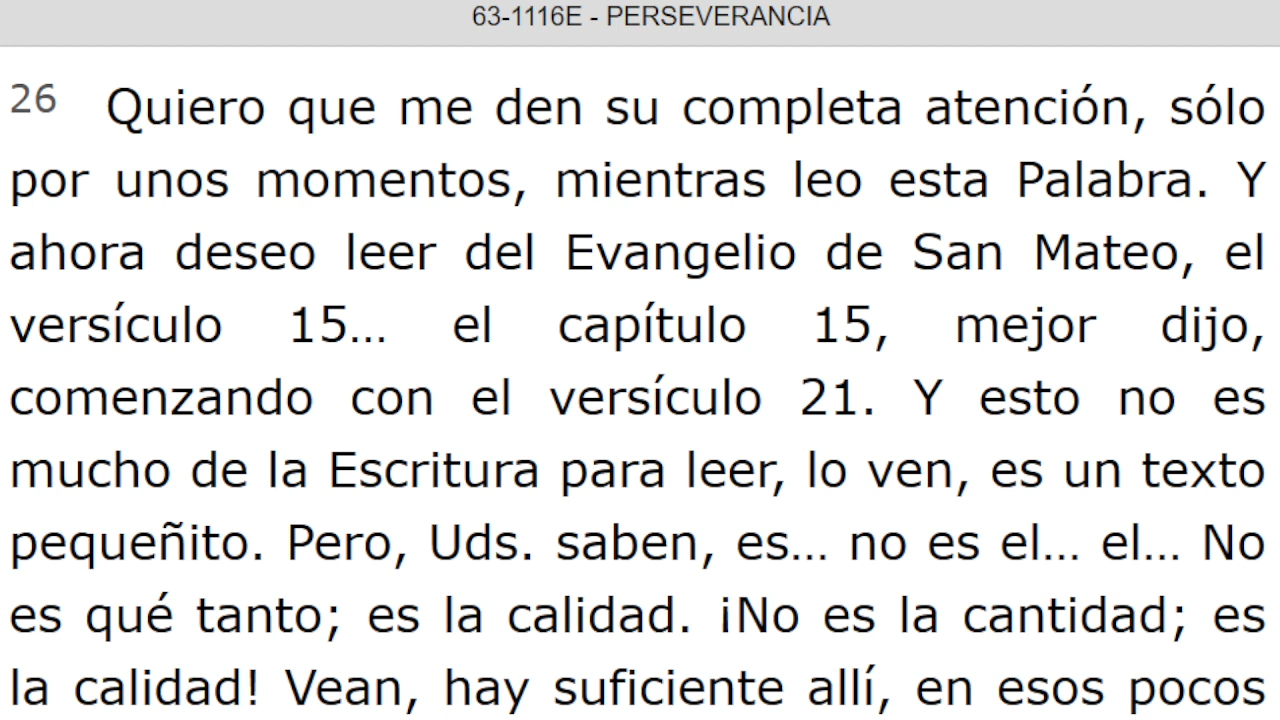 63-1116E - PERSEVERANCIA
26 Quiero que me den su completa atención, sólo
por unos momentos, mientras leo esta Palabra. Y
ahora deseo leer del Evangelio de San Mateo, el
versículo 15… el capítulo 15, mejor dijo,
comenzando con el versículo 21. Y esto no es
mucho de la Escritura para leer, lo ven, es un texto
pequeñito. Pero, Uds. saben, es… no es el… el… No
es qué tanto; es la calidad. ¡No es la cantidad; es
la calidad! Vean, hay suficiente allí, en esos pocos